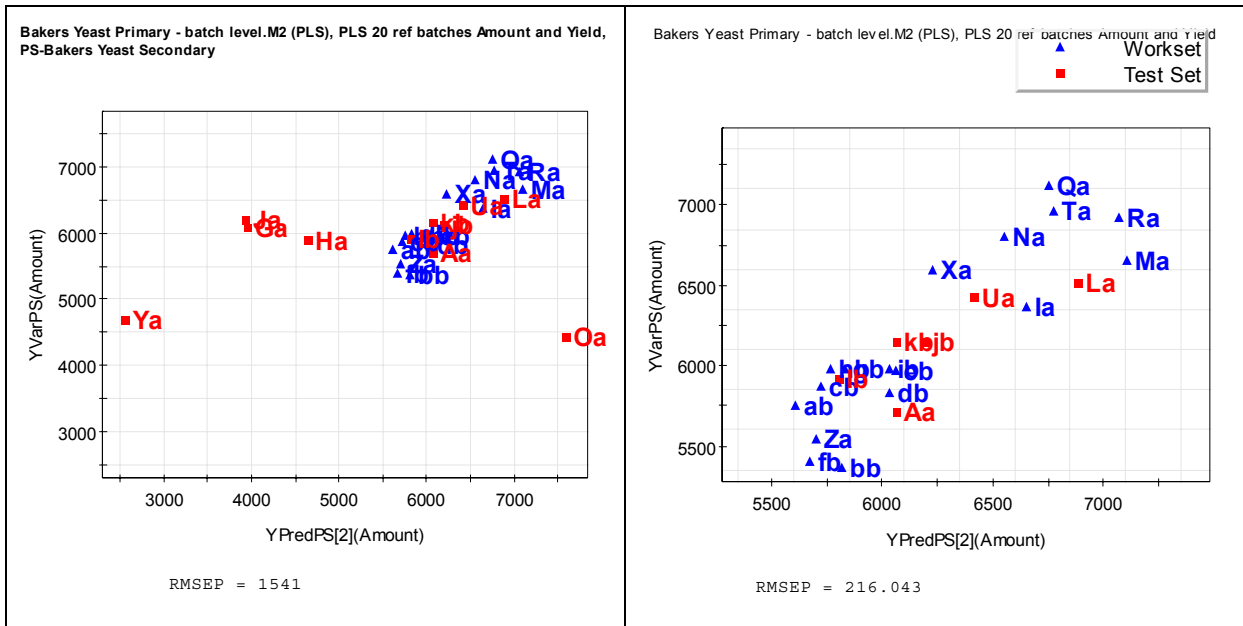 Bakers Yeast Primary - batch level.M2 (PLS), PLS 20 ref batches Amount and Yield,
PS-Bakers Yeast Secondary
YVarPS(Amount)
7000
6000
5000
4000
3000
Qa
Ra
Na
Ma
Xa
La
Ua
Ia
Ja
Ga
Ha
Aa
Za
bb
Ya
Oa
3000 4000 5000 6000 7000
YPredPS[2](Amount)
RMSEP = 1541
Bakers Yeast Primary - batch level.M2 (PLS), PLS 20 ref batches Amount and Yield
Workset
Test Set
YVarPS(Amount)
7000
6500
6000
5500
Qa
Ta
Ra
Na
Ma
Xa
La
Ua
Ia
kb
jb
ib
eb
lb
cb
db
ab
Aa
Za
fb
bb
5500 6000 6500 7000
YPredPS[2](Amount)
RMSEP = 216.043